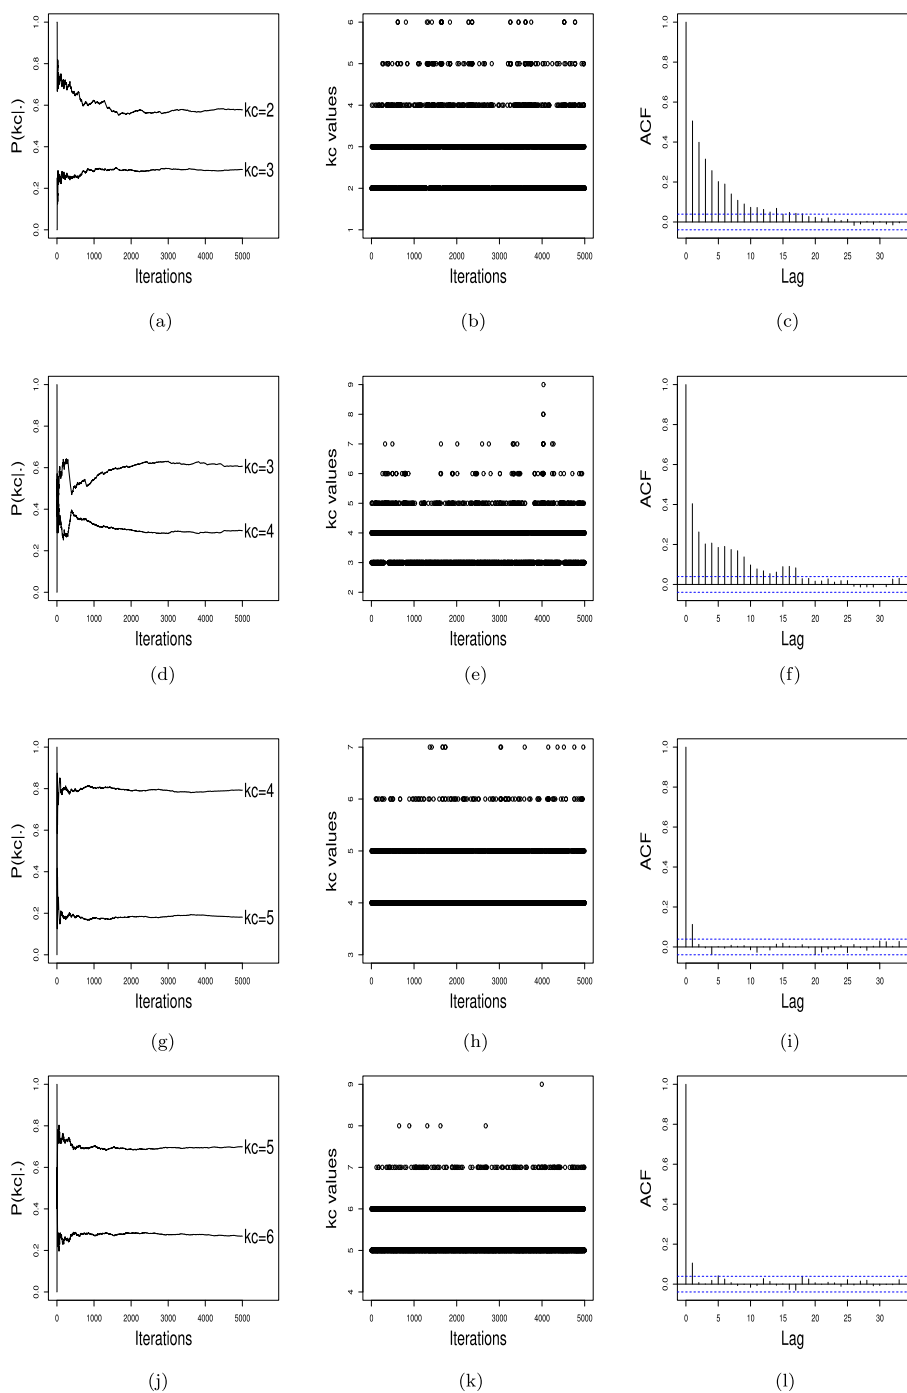 P(kc|.)
0.0 0.2 0.4 0.6 0.8 1.0
kc=2
kc=3
0 1000 2000 3000 4000 5000
Iterations
(a)
kc values
1 2 3 4 5 6
0 1000 2000 3000 4000 5000
Iterations
(b)
ACF
0.0 0.2 0.4 0.6 0.8 1.0
0 5 10 15 20 25 30
Lag
(c)
P(kc|.)
0.0 0.2 0.4 0.6 0.8 1.0
kc=3
kc=4
0 1000 2000 3000 4000 5000
Iterations
(d)
kc values
2 3 4 5 6 7 8 9
0 1000 2000 3000 4000 5000
Iterations
(e)
ACF
0.0 0.2 0.4 0.6 0.8 1.0
0 5 10 15 20 25 30
Lag
(f)
P(kc|.)
0.0 0.2 0.4 0.6 0.8 1.0
kc=4
kc=5
0 1000 2000 3000 4000 5000
Iterations
(g)
kc values
3 4 5 6 7
0 1000 2000 3000 4000 5000
Iterations
(h)
ACF
0.0 0.2 0.4 0.6 0.8 1.0
0 5 10 15 20 25 30
Lag
(i)
P(kc|.)
0.0 0.2 0.4 0.6 0.8 1.0
kc=5
kc=6
0 1000 2000 3000 4000 5000
Iterations
(j)
kc values
4 5 6 7 8 9
0 1000 2000 3000 4000 5000
Iterations
(k)
ACF
0.0 0.2 0.4 0.6 0.8 1.0
0 5 10 15 20 25 30
Lag
(l)